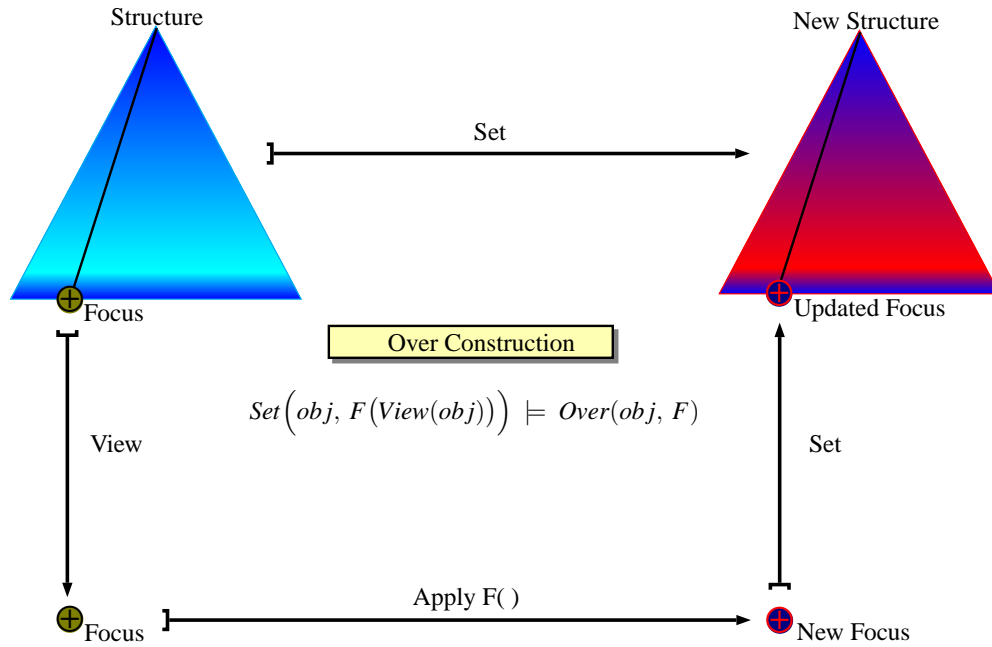 Structure
New Structure
Set
Focus
Updated Focus
Over Construction
Set(obj, F(View(obj))) ⊨ Over(obj, F)
View
Set
Apply F( )
Focus
New Focus